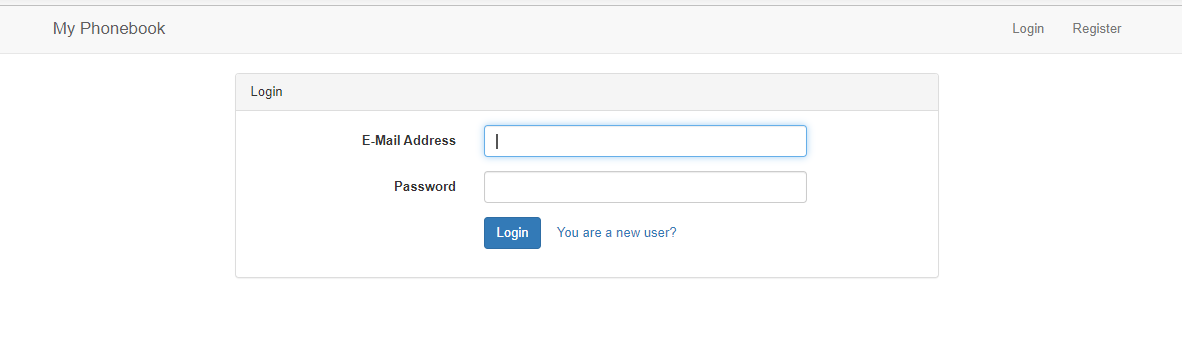 My Phonebook Login Register
Login
E-Mail Address
Password
Login You are a new user?